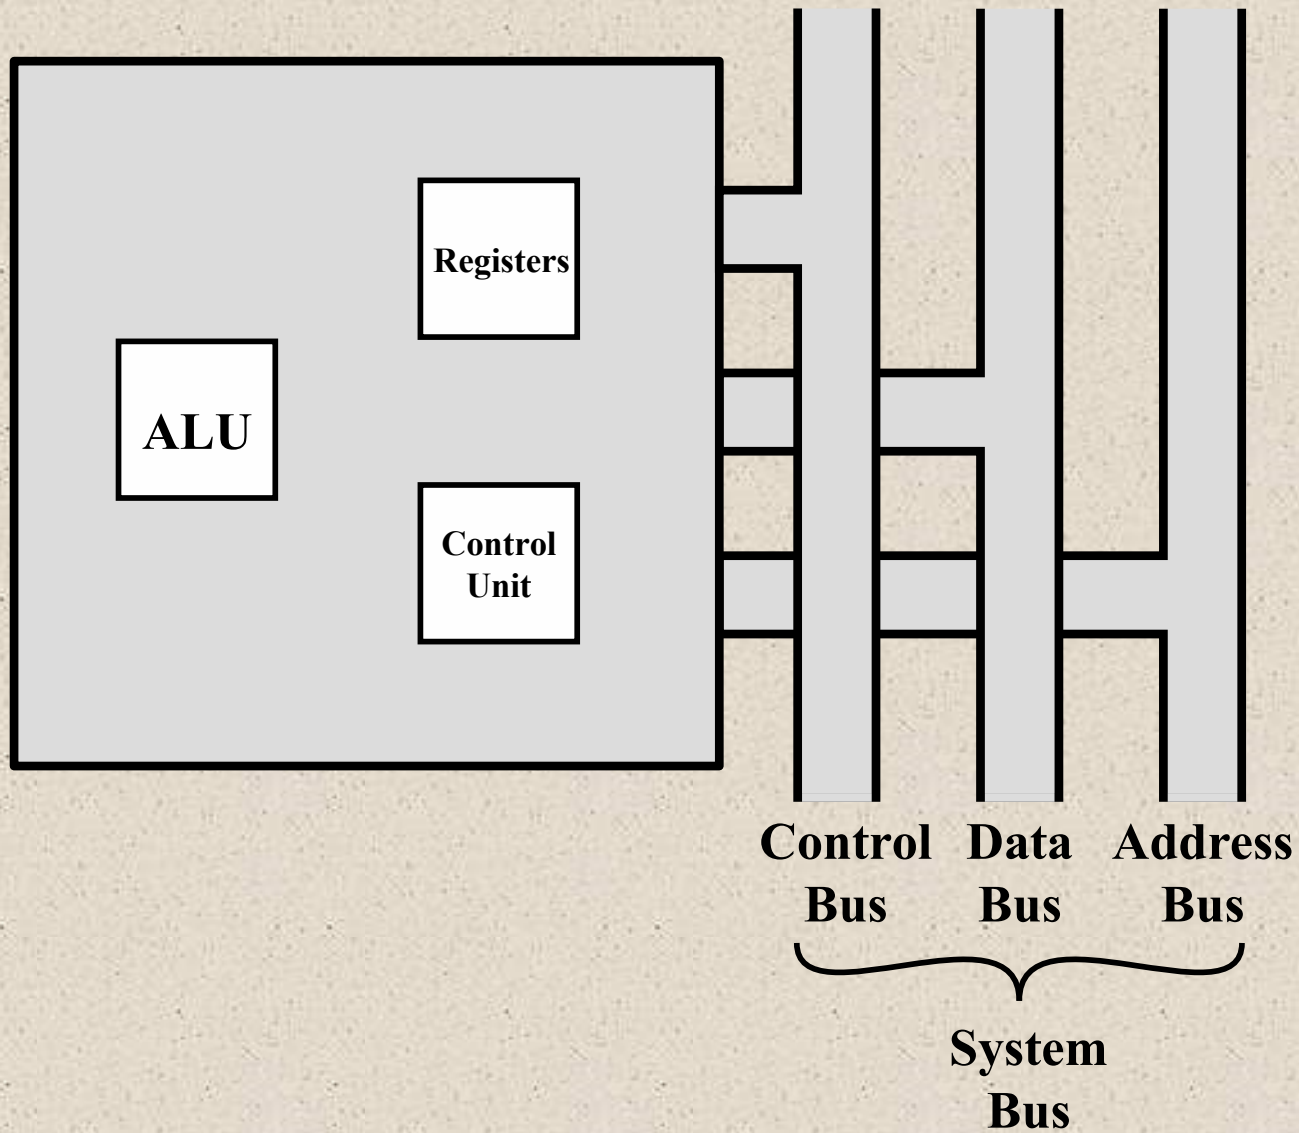 Registers
ALU
Control
Unit
Control
Bus
Data
Bus
Address
Bus
System
Bus